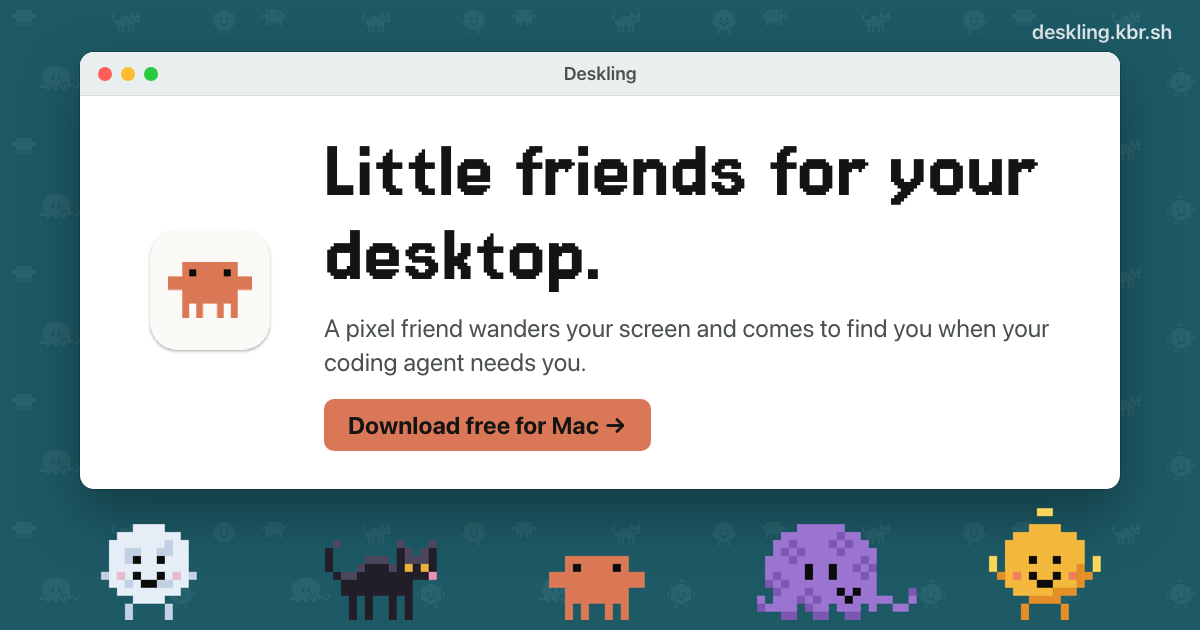 deskling.kbr.sh
Deskling
Little friends for your
desktop.
A pixel friend wanders your screen and comes to find you when your
coding agent needs you.
Download free for Mac →